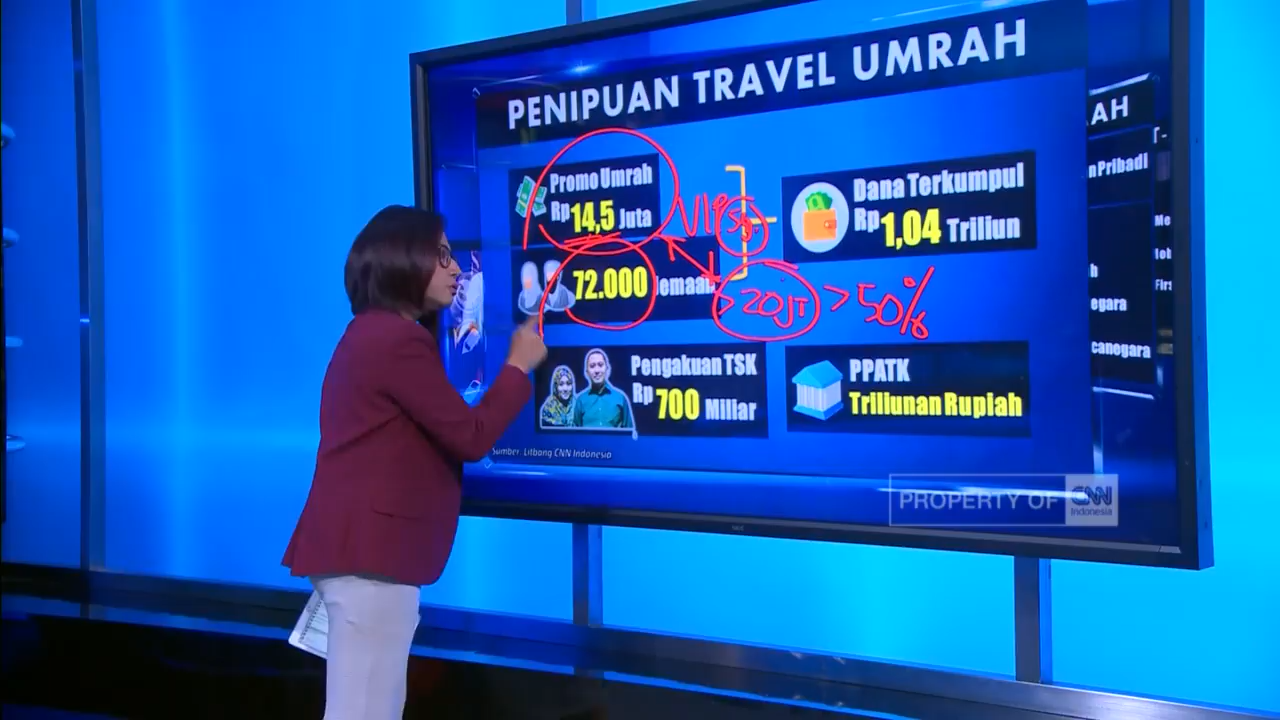 PENIPUAN TRAVEL UMRAH
Promo Umrah
Rp 14,5 Juta
VIP
72.000 Jemaah
> 20JT > 50%
Dana Terkumpul
Rp 1,04 Triliun
Pengakuan TSK
Rp 700 Miliar
PPATK
Triliunan Rupiah
Sumber: Litbang CNN Indonesia
AH
n Pribadi
egara
canegara
PROPERTY OF CNN Indonesia